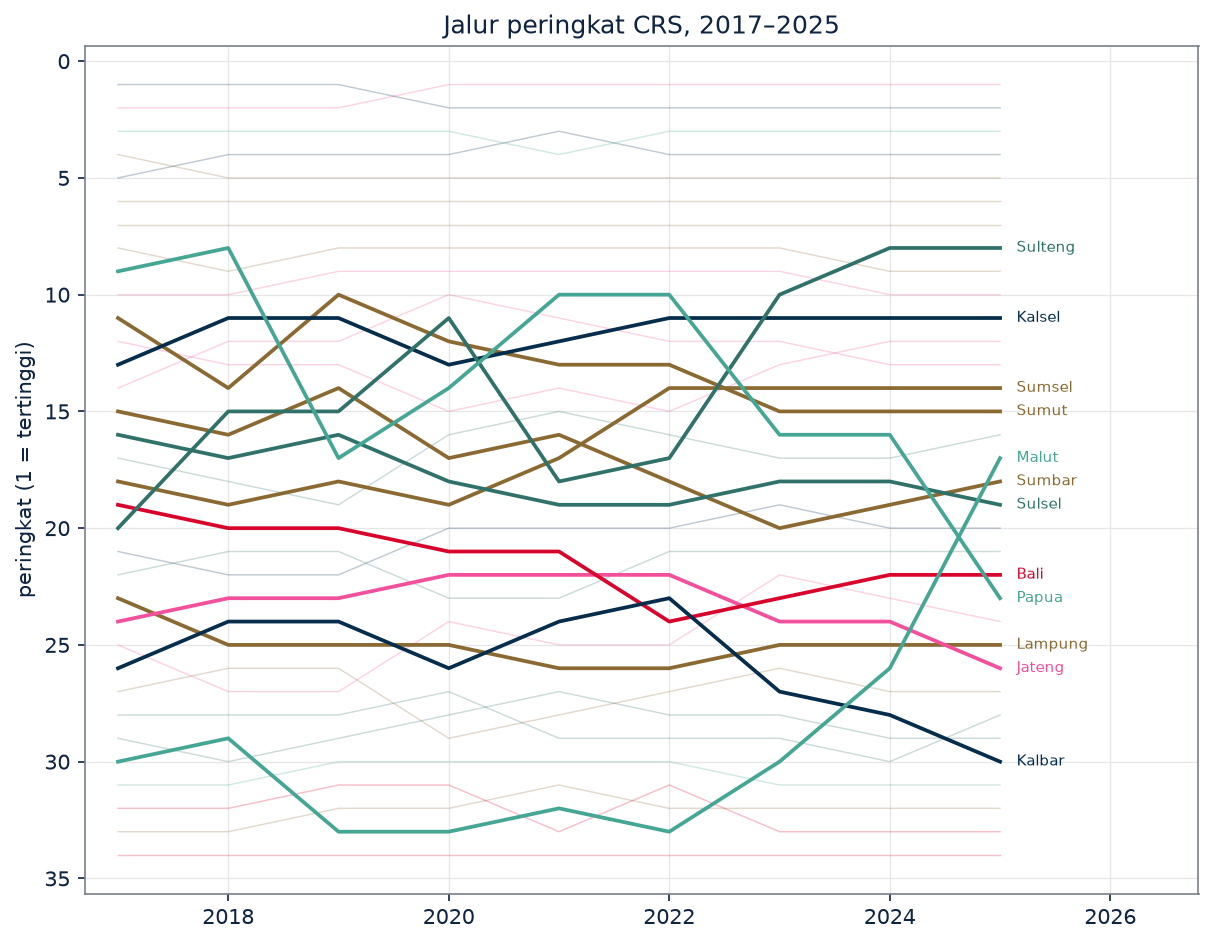 Jalur peringkat CRS, 2017–2025
peringkat (1 = tertinggi)
0
5
10
15
20
25
30
35
Sulteng
Kalsel
Sumsel
Sumut
Malut
Sumbar
Sulsel
Bali
Papua
Lampung
Jateng
Kalbar
2018
2020
2022
2024
2026